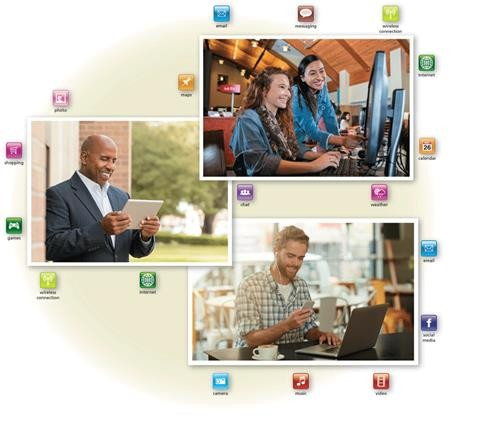 email
messaging
wireless
connection
Internet
maps
photo
shopping
calendar
26
chat
weather
games
email
wireless
connection
Internet
social
media
f
camera
music
video